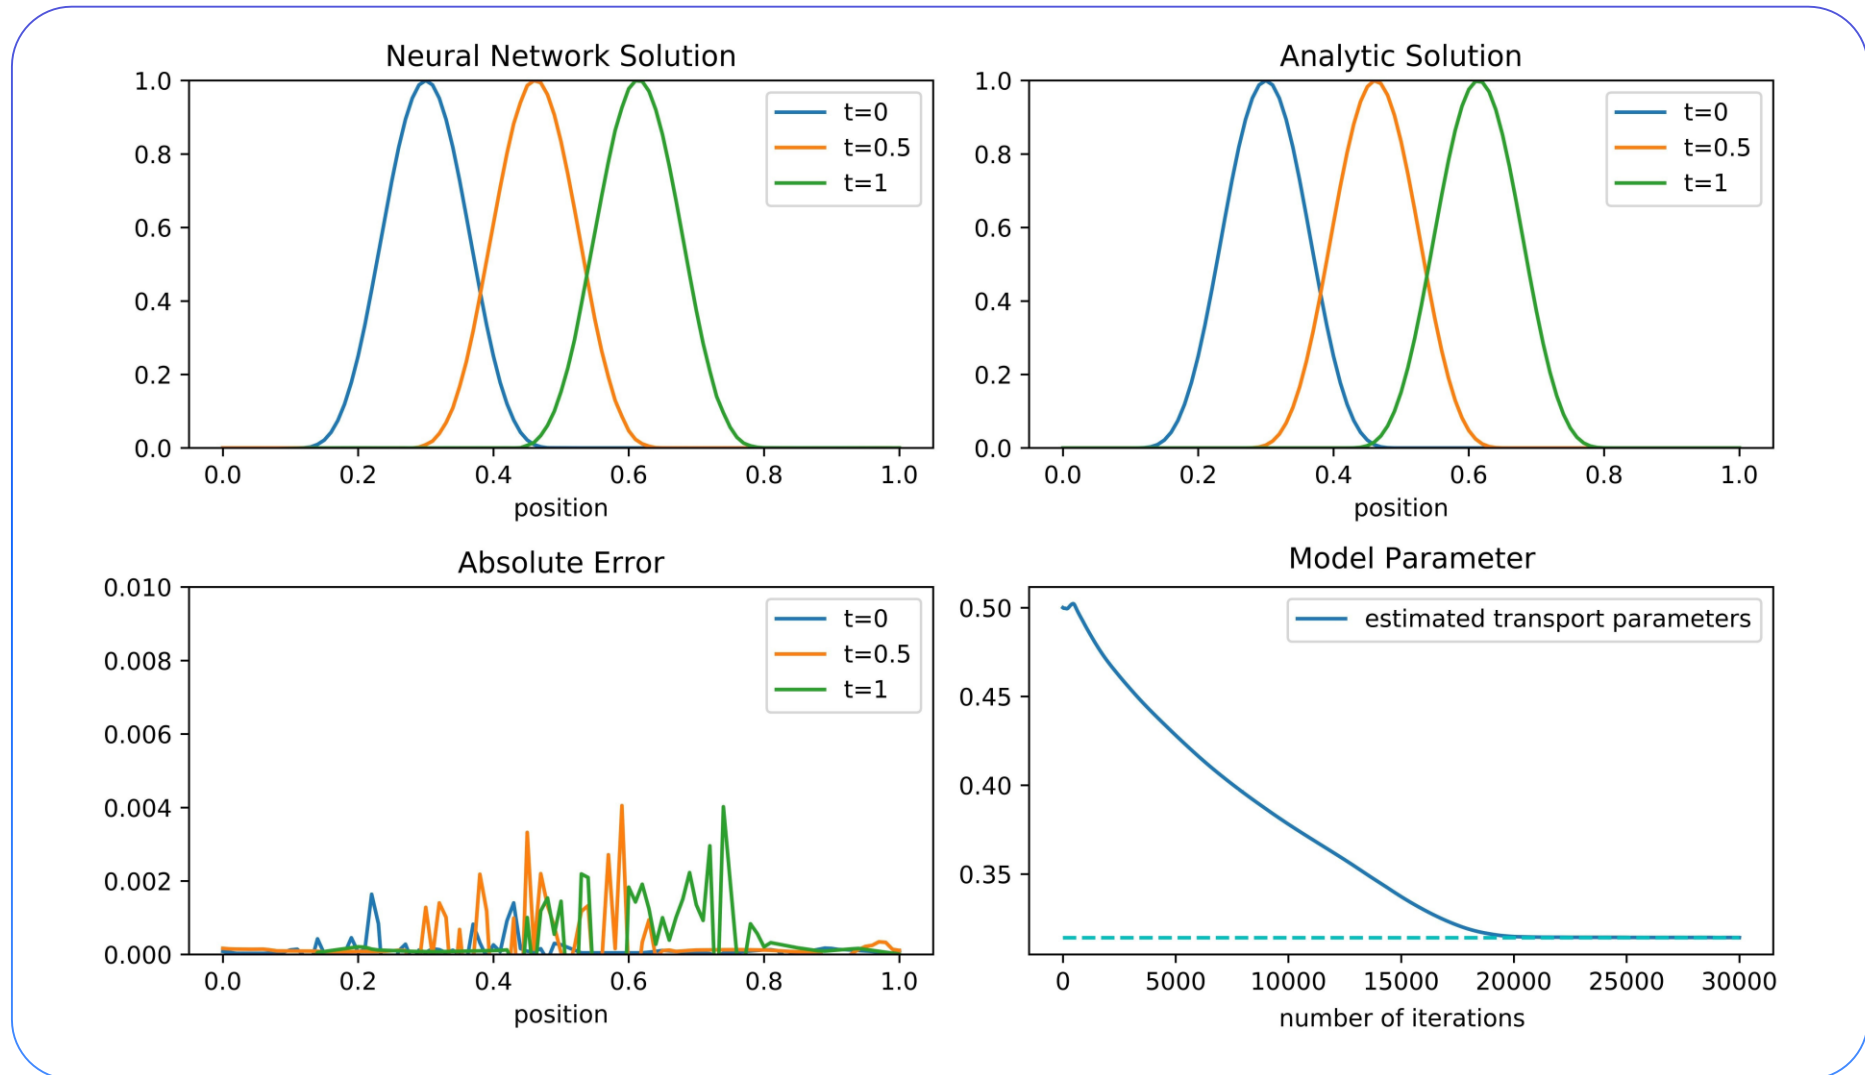 Neural Network Solution
1.0
0.8
0.6
0.4
0.2
0.0
t=0
t=0.5
t=1
0.0 0.2 0.4 0.6 0.8 1.0
position
Analytic Solution
1.0
0.8
0.6
0.4
0.2
0.0
t=0
t=0.5
t=1
0.0 0.2 0.4 0.6 0.8 1.0
position
Absolute Error
0.010
0.008
0.006
0.004
0.002
0.000
t=0
t=0.5
t=1
0.0 0.2 0.4 0.6 0.8 1.0
position
Model Parameter
0.50
0.45
0.40
0.35
estimated transport parameters
0 5000 10000 15000 20000 25000 30000
number of iterations